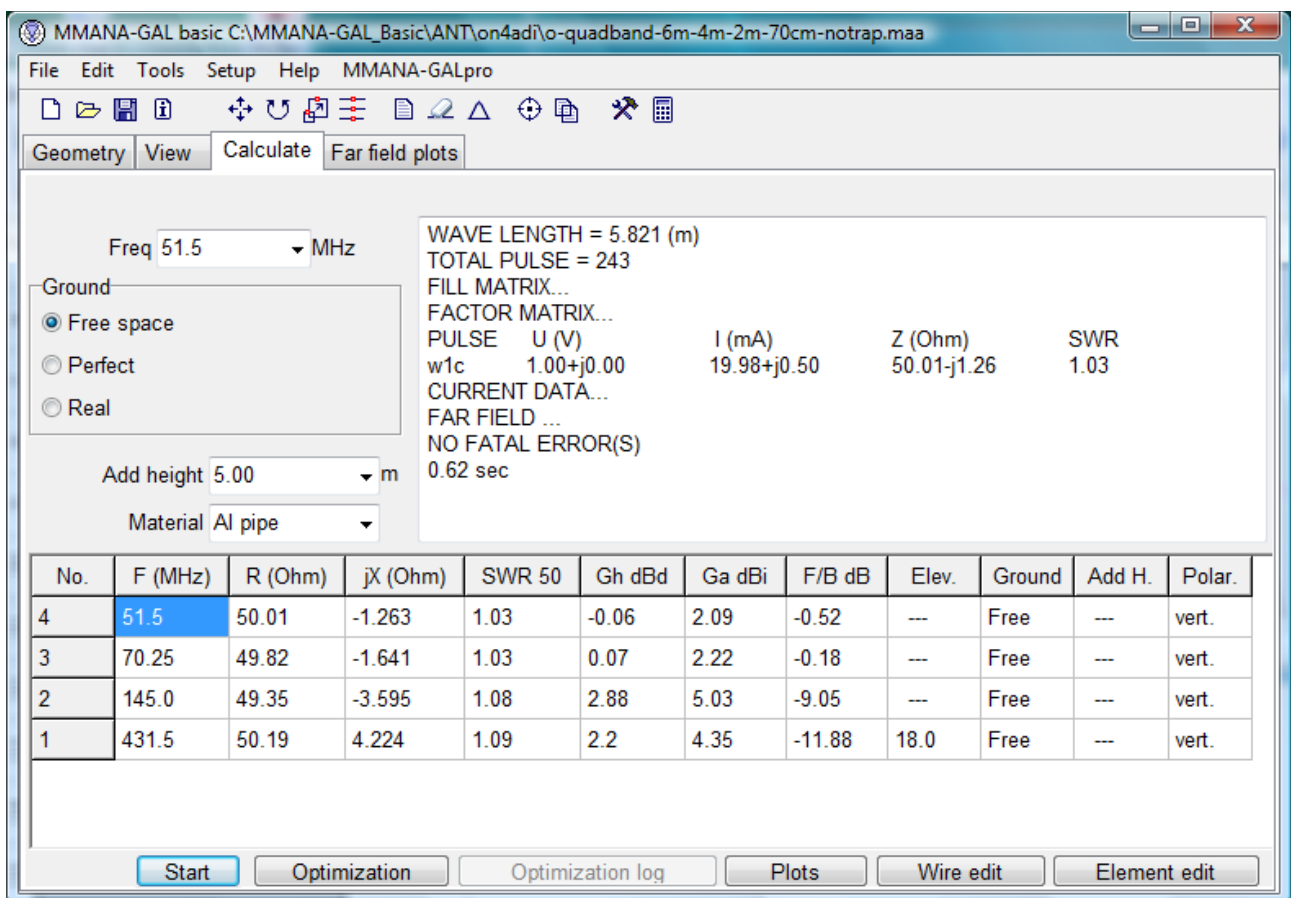 MMANA-GAL basic C:\MMANA-GAL_Basic\ANT\on4adi\o-quadband-6m-4m-2m-70cm-notrap.maa
File Edit Tools Setup Help MMANA-GALpro
Geometry View Calculate Far field plots
Freq 51.5 MHz
Ground
Free space
Perfect
Real
Add height 5.00 m
Material Al pipe
WAVE LENGTH = 5.821 (m)
TOTAL PULSE = 243
FILL MATRIX...
FACTOR MATRIX...
PULSE U (V) I (mA) Z (Ohm) SWR
w1c 1.00+j0.00 19.98+j0.50 50.01-j1.26 1.03
CURRENT DATA...
FAR FIELD ...
NO FATAL ERROR(S)
0.62 sec
No. F (MHz) R (Ohm) jX (Ohm) SWR 50 Gh dBd Ga dBi F/B dB Elev. Ground Add H. Polar.
4 51.5 50.01 -1.263 1.03 -0.06 2.09 -0.52 --- Free --- vert.
3 70.25 49.82 -1.641 1.03 0.07 2.22 -0.18 --- Free --- vert.
2 145.0 49.35 -3.595 1.08 2.88 5.03 -9.05 --- Free --- vert.
1 431.5 50.19 4.224 1.09 2.2 4.35 -11.88 18.0 Free --- vert.
Start Optimization Optimization log Plots Wire edit Element edit